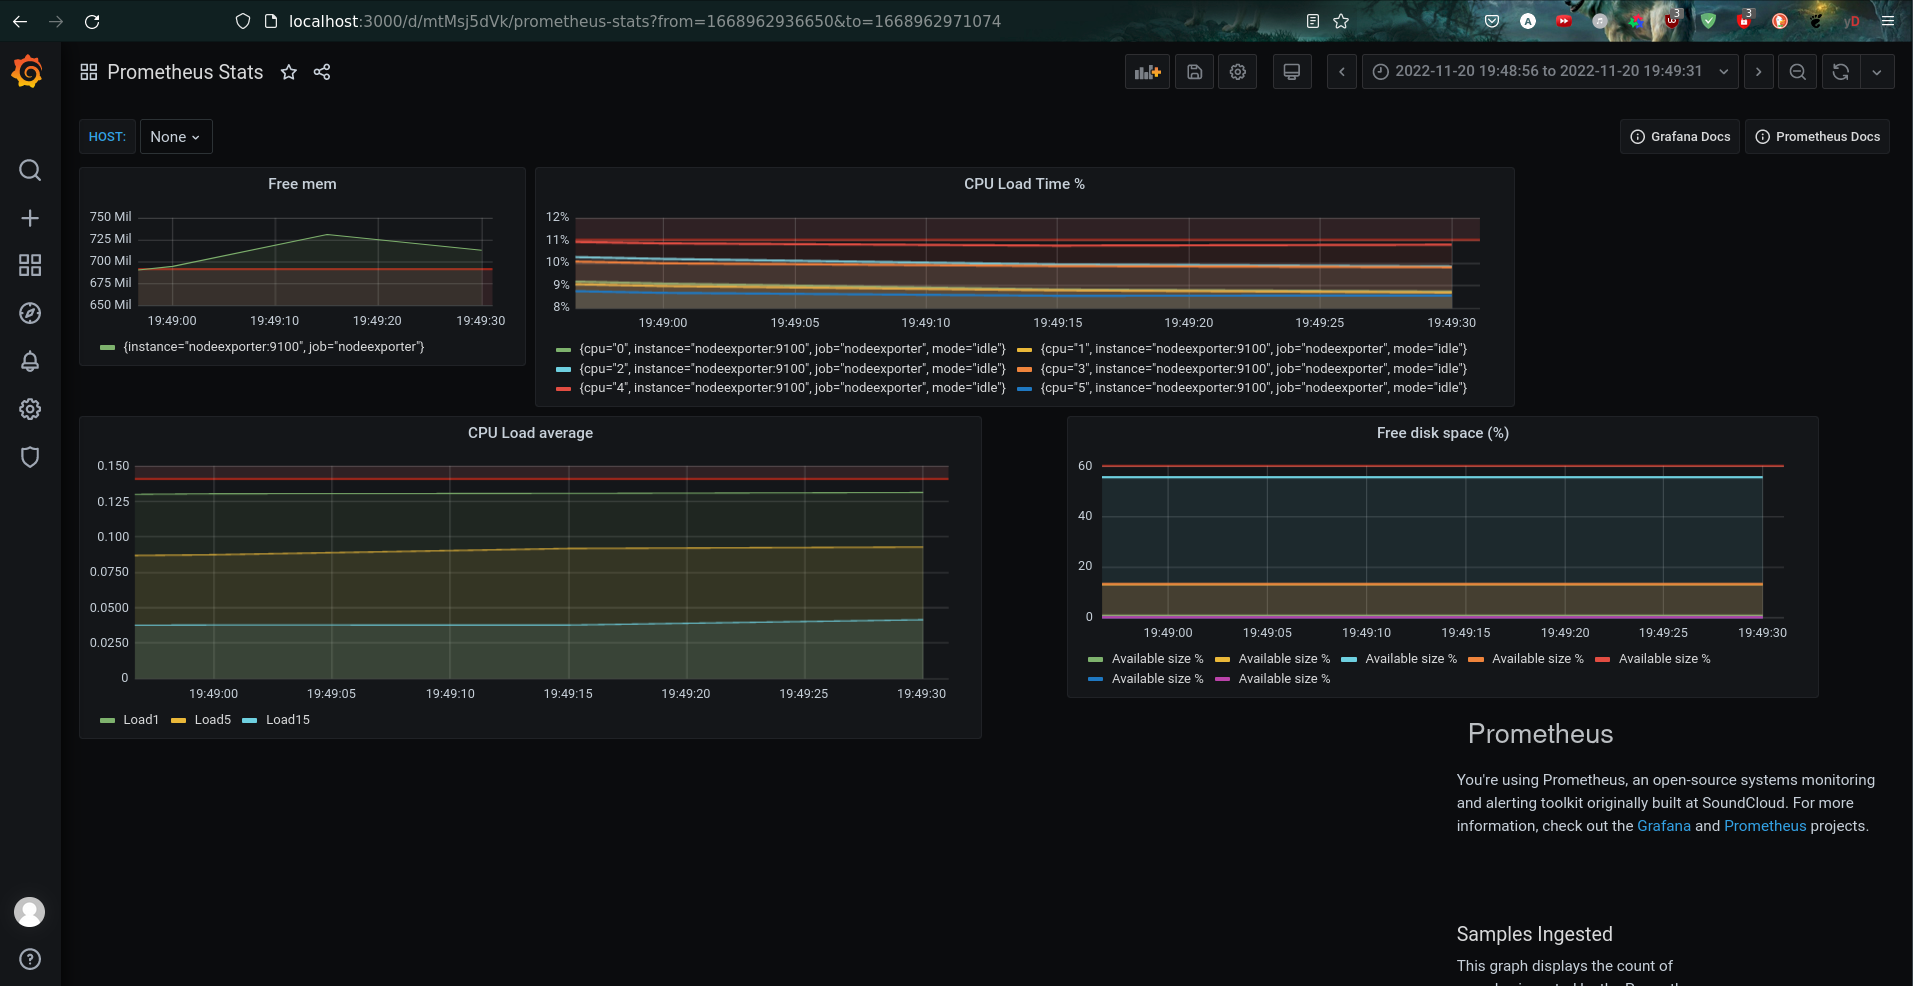 localhost:3000/d/mtMsj5dVk/prometheus-stats?from=1668962936650&to=1668962971074
A
3
3
yD
Prometheus Stats
2022-11-20 19:48:56 to 2022-11-20 19:49:31
HOST:
None
Grafana Docs
Prometheus Docs
Free mem
750 Mil
725 Mil
700 Mil
675 Mil
650 Mil
19:49:00 19:49:10 19:49:20 19:49:30
{instance="nodeexporter:9100", job="nodeexporter"}
CPU Load Time %
12%
11%
10%
9%
8%
19:49:00 19:49:05 19:49:10 19:49:15 19:49:20 19:49:25 19:49:30
{cpu="0", instance="nodeexporter:9100", job="nodeexporter", mode="idle"} {cpu="1", instance="nodeexporter:9100", job="nodeexporter", mode="idle"}
{cpu="2", instance="nodeexporter:9100", job="nodeexporter", mode="idle"} {cpu="3", instance="nodeexporter:9100", job="nodeexporter", mode="idle"}
{cpu="4", instance="nodeexporter:9100", job="nodeexporter", mode="idle"} {cpu="5", instance="nodeexporter:9100", job="nodeexporter", mode="idle"}
CPU Load average
0.150
0.125
0.100
0.0750
0.0500
0.0250
0
19:49:00 19:49:05 19:49:10 19:49:15 19:49:20 19:49:25 19:49:30
Load1 Load5 Load15
Free disk space (%)
60
40
20
0
19:49:00 19:49:05 19:49:10 19:49:15 19:49:20 19:49:25 19:49:30
Available size % Available size % Available size % Available size % Available size %
Available size % Available size %
Prometheus
You're using Prometheus, an open-source systems monitoring
and alerting toolkit originally built at SoundCloud. For more
information, check out the Grafana and Prometheus projects.
Samples Ingested
This graph displays the count of